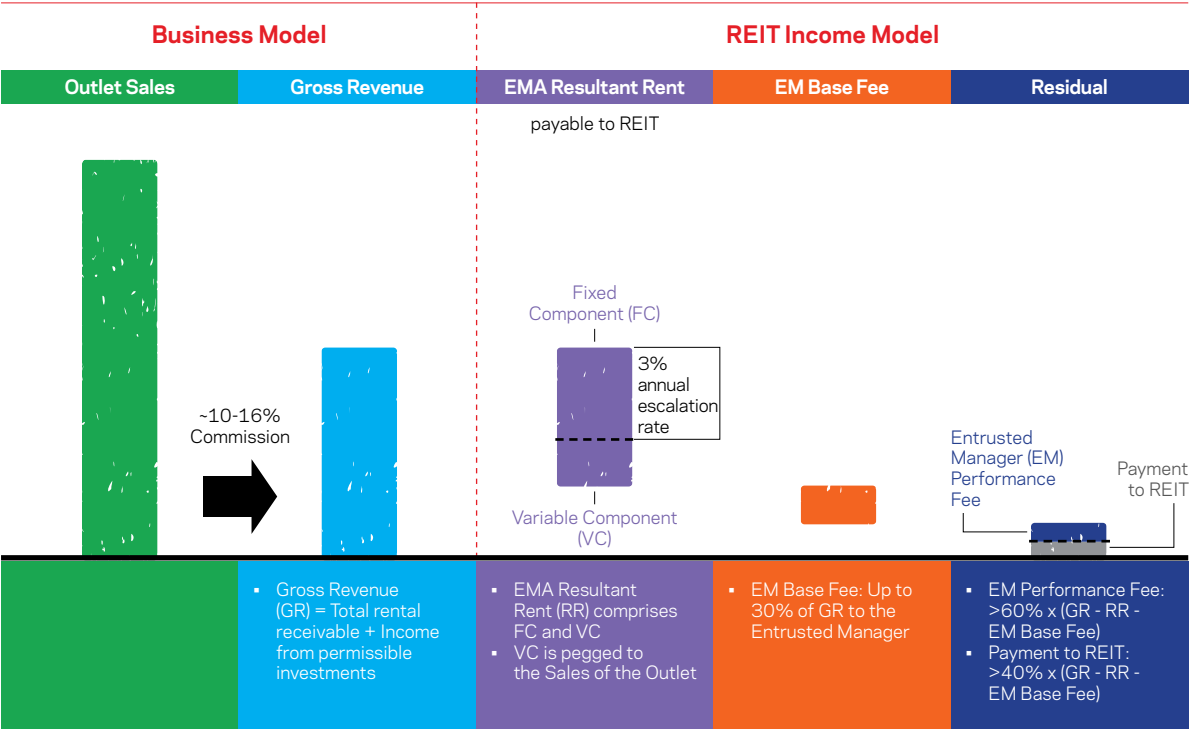 Business Model
REIT Income Model
Outlet Sales
Gross Revenue
EMA Resultant Rent
EM Base Fee
Residual
payable to REIT
~10-16%
Commission
Fixed
Component (FC)
3%
annual
escalation
rate
Variable Component
(VC)
Entrusted
Manager (EM)
Performance
Fee
Payment
to REIT
▪ Gross Revenue
(GR) = Total rental
receivable + Income
from permissible
investments
▪ EMA Resultant
Rent (RR) comprises
FC and VC
▪ VC is pegged to
the Sales of the Outlet
▪ EM Base Fee: Up to
30% of GR to the
Entrusted Manager
▪ EM Performance Fee:
>60% x (GR - RR -
EM Base Fee)
▪ Payment to REIT:
>40% x (GR - RR -
EM Base Fee)